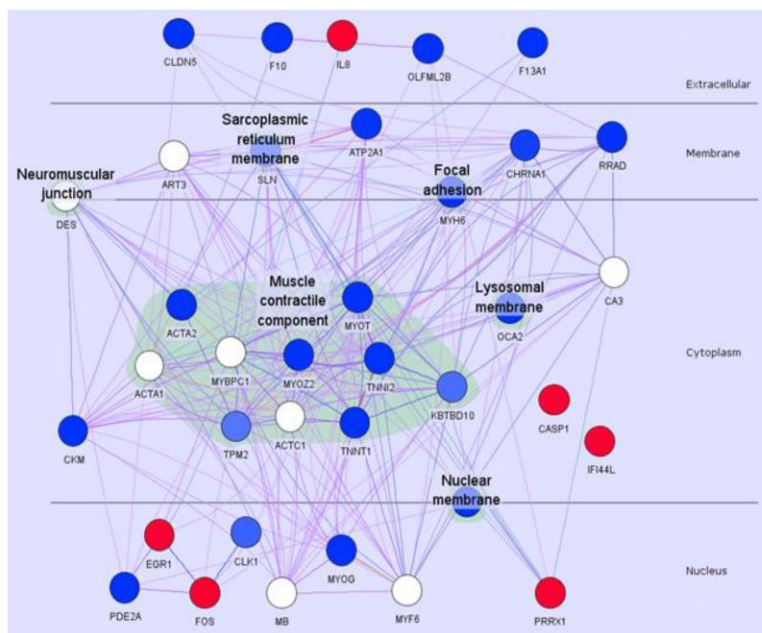 CLDN5
F10
IL8
OLFML2B
F13A1
Extracellular
Sarcoplasmic
reticulum
membrane
Neuromuscular
junction
ART3
SLN
ATP2A1
Focal
adhesion
CHRNA1
RRAD
Membrane
DES
MYH6
Muscle
contractile
component
Lysosomal
membrane
CA3
ACTA2
MYOT
OCA2
Cytoplasm
ACTA1
MYBPC1
MYOZ2
TNNI2
KBTBD10
CASP1
CKM
TPM2
ACTC1
TNNT1
IFI44L
Nuclear
membrane
EGR1
CLK1
MYOG
Nucleus
PDE2A
FOS
MB
MYF6
PRRX1